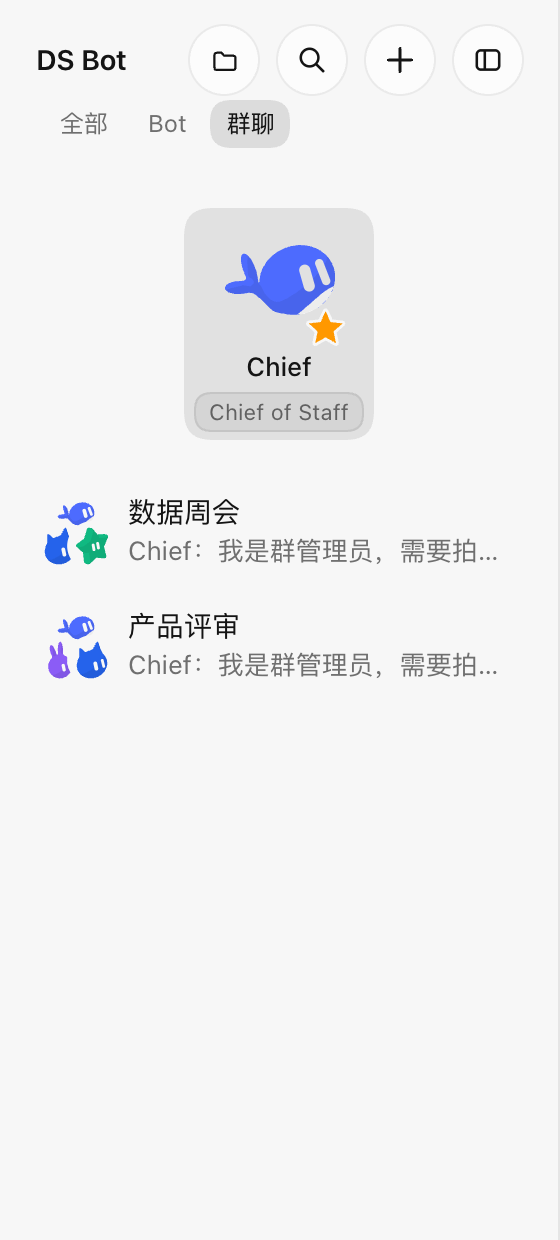 DS Bot
全部 Bot 群聊
Chief
Chief of Staff
数据周会
Chief：我是群管理员，需要拍...
产品评审
Chief：我是群管理员，需要拍...